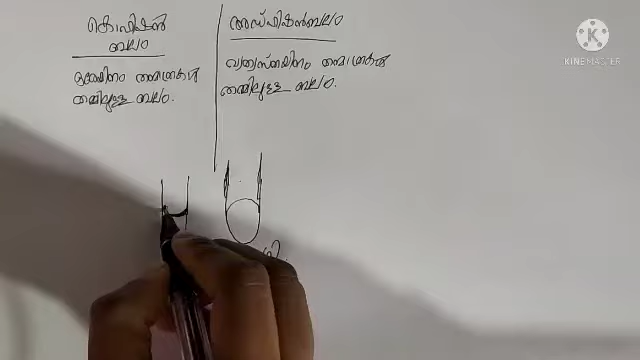 കൊഹിഷൻ
ബലം
ഒരേയിനം തന്മാത്രകൾ
തമ്മിലുള്ള ബലം.
അഡ്ഹിഷൻബലം
വ്യത്യസ്തയിനം തന്മാത്രകൾ
തമ്മിലുള്ള ബലം.
K
KINEMASTER